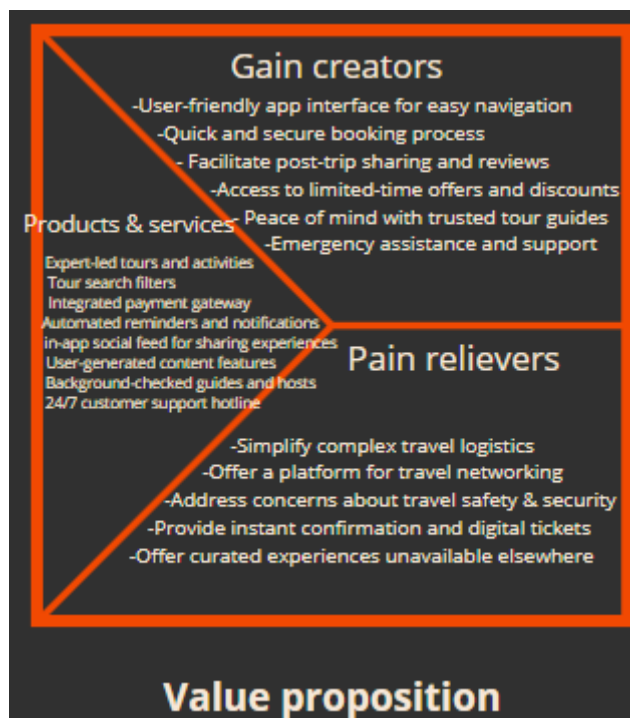 Gain creators
-User-friendly app interface for easy navigation
-Quick and secure booking process
- Facilitate post-trip sharing and reviews
-Access to limited-time offers and discounts
- Peace of mind with trusted tour guides
-Emergency assistance and support
Products & services
Expert-led tours and activities
Tour search filters
Integrated payment gateway
Automated reminders and notifications
in-app social feed for sharing experiences
User-generated content features
Background-checked guides and hosts
24/7 customer support hotline
Pain relievers
-Simplify complex travel logistics
-Offer a platform for travel networking
-Address concerns about travel safety & security
-Provide instant confirmation and digital tickets
-Offer curated experiences unavailable elsewhere
Value proposition